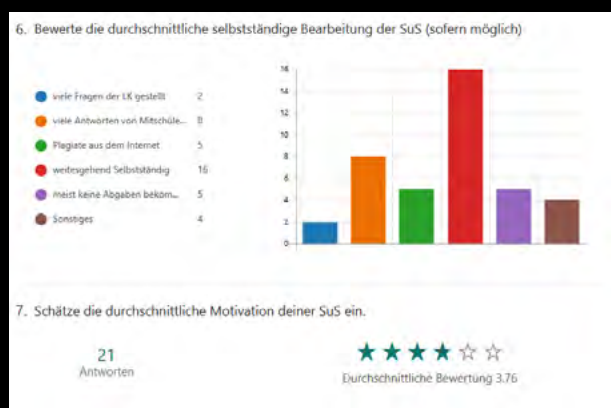 6. Bewerte die durchschnittliche selbstständige Bearbeitung der SuS (sofern möglich)
viele Fragen der LK gestellt 2
viele Antworten von Mitschüle... 8
Plagiate aus dem Internet 5
weitesgehend Selbstständig 16
meist keine Abgaben bekom... 5
Sonstiges 4
16
14
12
10
8
6
4
2
0
7. Schätze die durchschnittliche Motivation deiner SuS ein.
21
Antworten
Durchschnittliche Bewertung 3.76